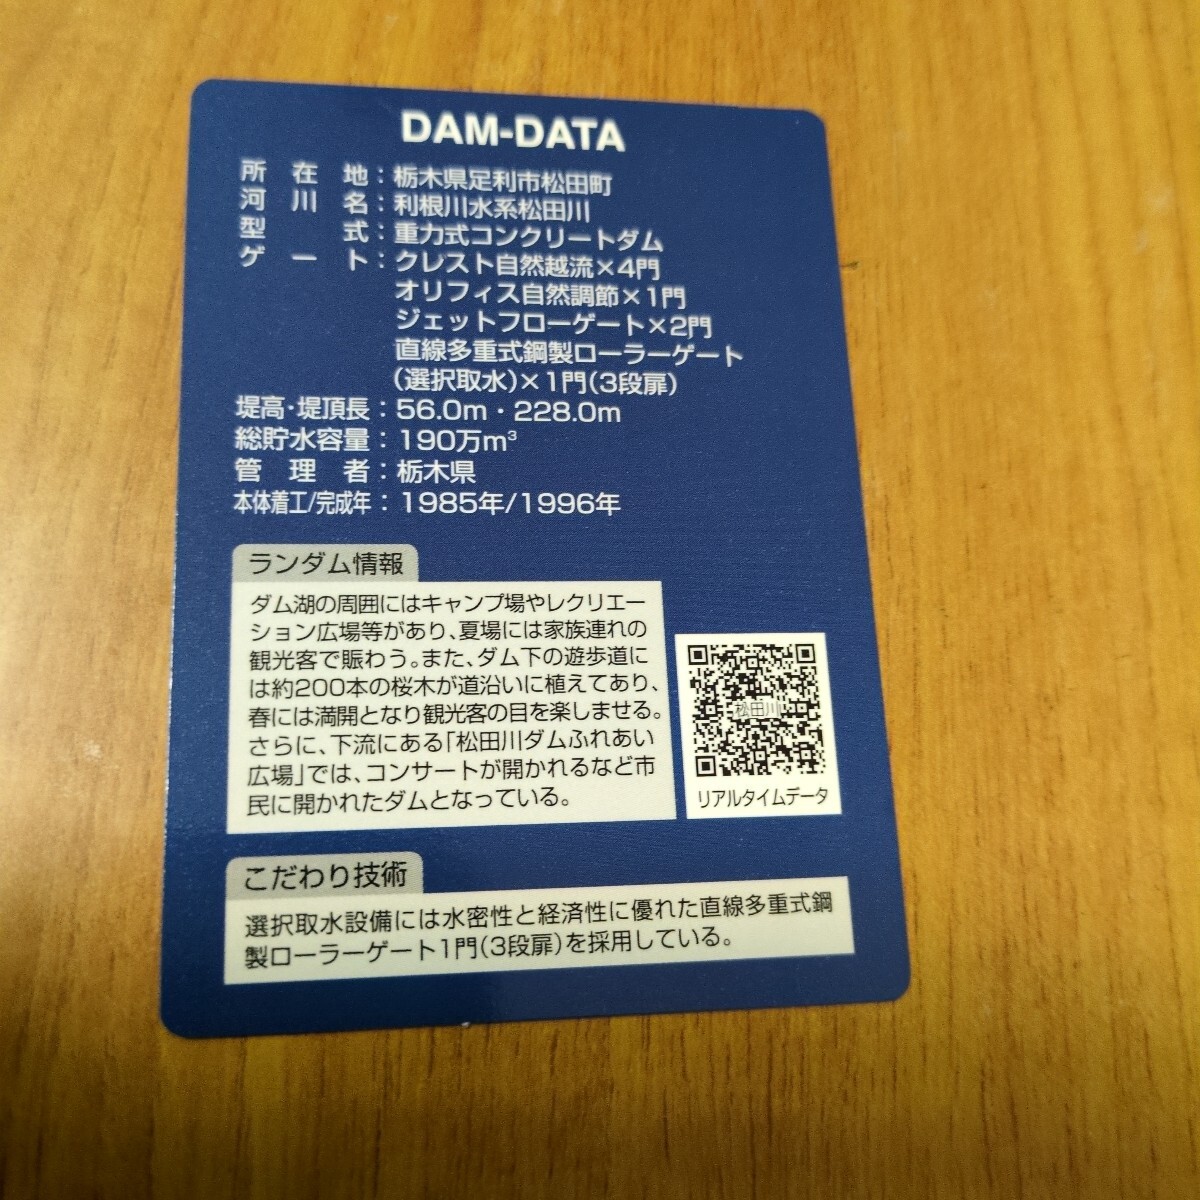 DAM-DATA
所在地：栃木県足利市松田町
河川名：利根川水系松田川
型式：重力式コンクリートダム
ゲート：クレスト自然越流×4門
オリフィス自然調節×1門
ジェットフローゲート×2門
直線多重式鋼製ローラーゲート
(選択取水)×1門(3段扉)
堤高・堤頂長：56.0m・228.0m
総貯水容量：190万m³
管理者：栃木県
本体着工/完成年：1985年/1996年
ランダム情報
ダム湖の周囲にはキャンプ場やレクリエー
ション広場等があり、夏場には家族連れの
観光客で賑わう。また、ダム下の遊歩道に
は約200本の桜木が道沿いに植えてあり、
春には満開となり観光客の目を楽しませる。
さらに、下流にある「松田川ダムふれあい
広場」では、コンサートが開かれるなど市
民に開かれたダムとなっている。
松田川
リアルタイムデータ
こだわり技術
選択取水設備には水密性と経済性に優れた直線多重式鋼
製ローラーゲート1門(3段扉)を採用している。